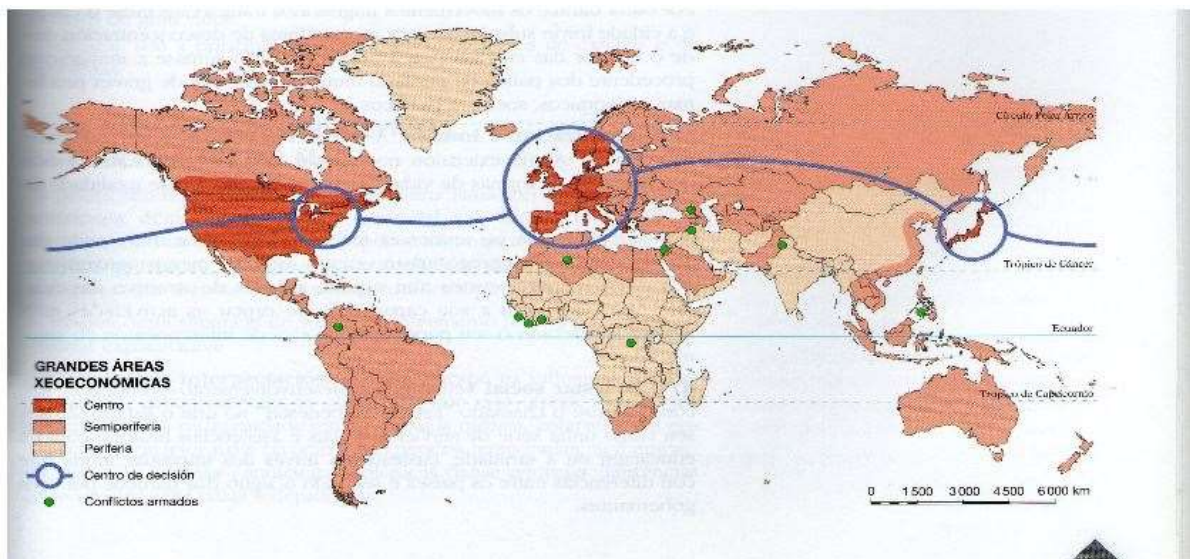 Círculo Polar Ártico
Trópico de Cáncer
Ecuador
Trópico de Capricornio
GRANDES ÁREAS
XEOECONÓMICAS
Centro
Semiperiferia
Periferia
Centro de decisión
Conflictos armados
0 1 500 3 000 4 500 6 000 km